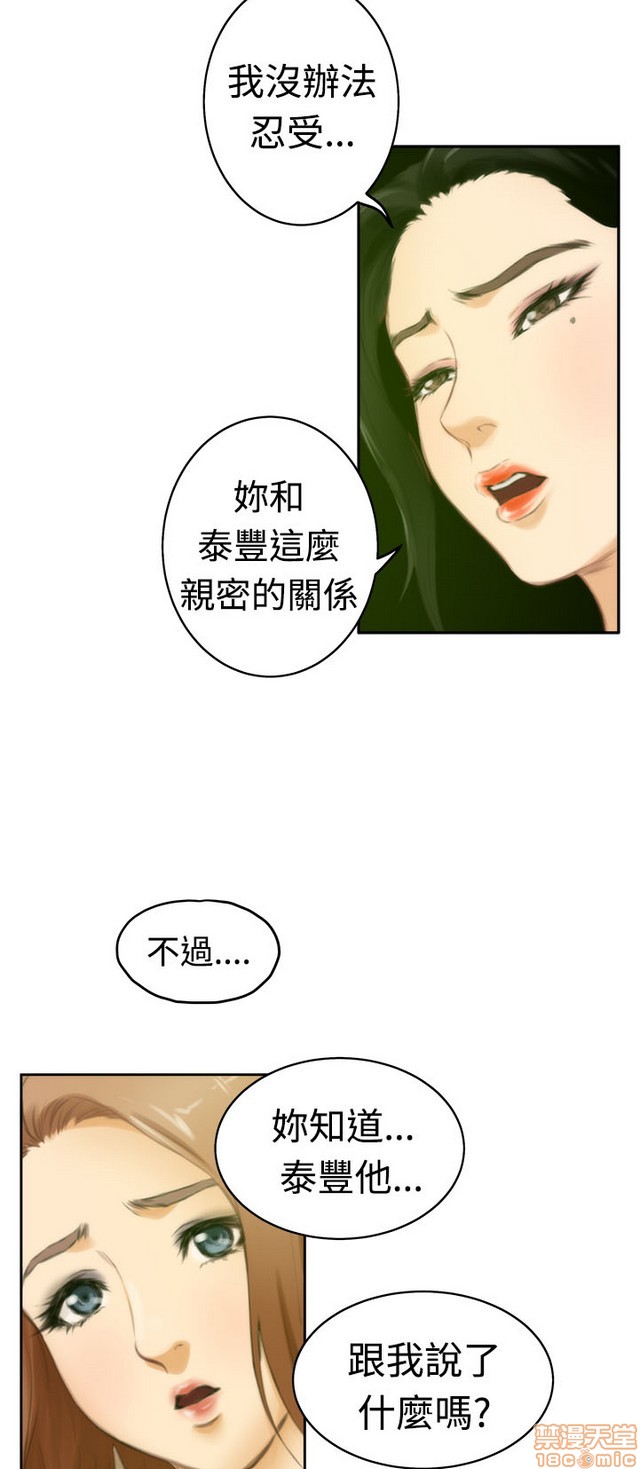 我沒辦法
忍受...
妳和
泰豐這麼
親密的關係
不過....
妳知道...
泰豐他...
跟我說了
什麼嗎?
禁漫天堂
18COMIC